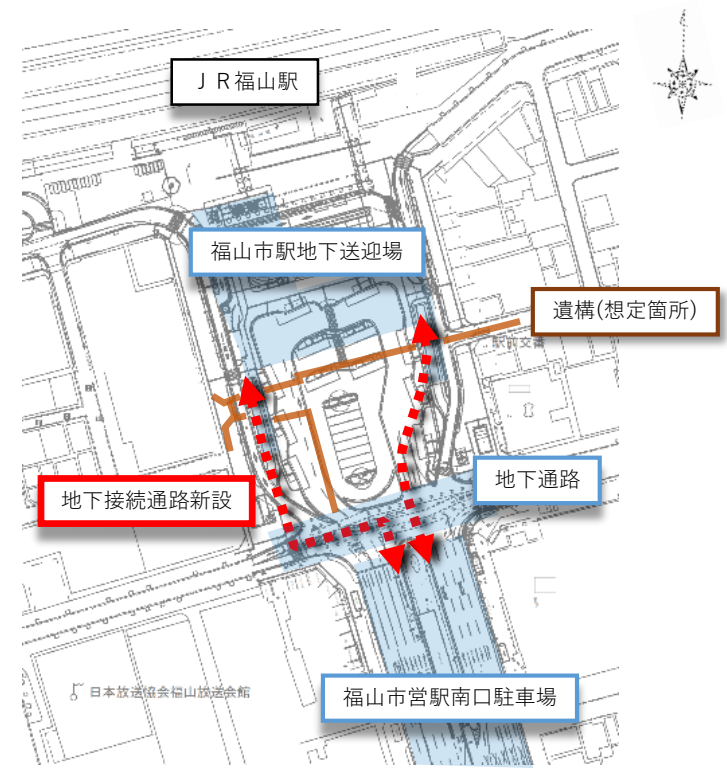 ＪＲ福山駅
福山市駅地下送迎場
遺構(想定箇所)
駅前交番
地下接続通路新設
地下通路
日本放送協会福山放送会館
福山市営駅南口駐車場